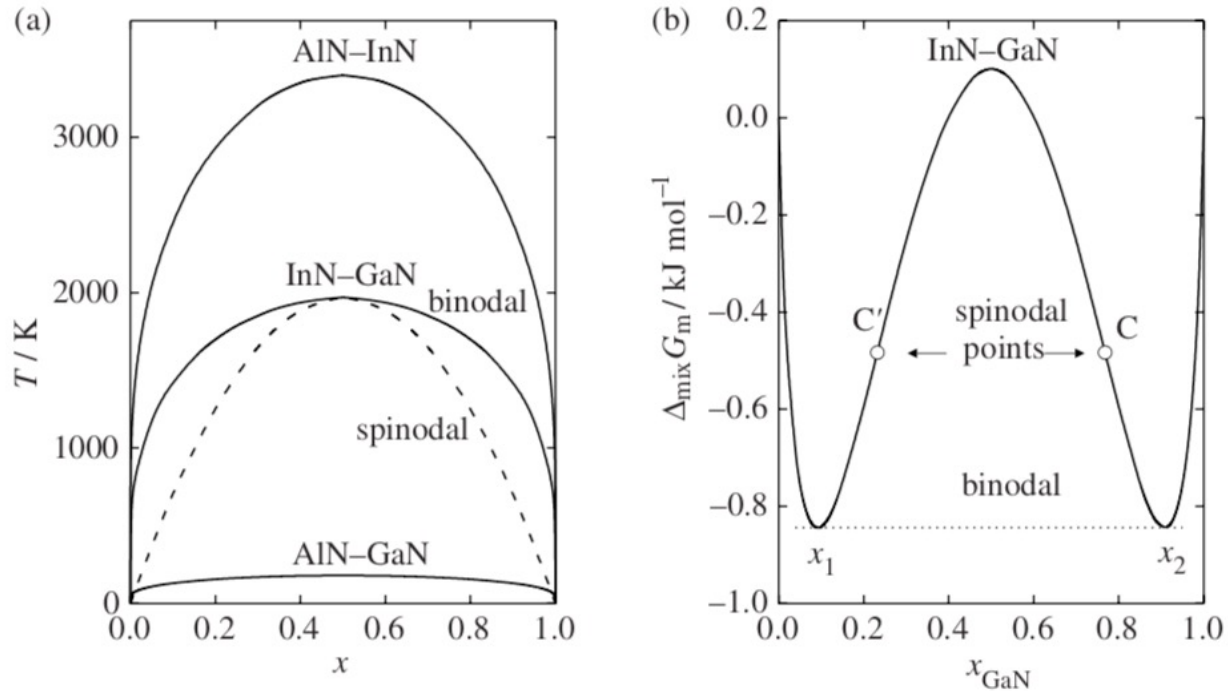 (a)
AlN–InN
InN–GaN
binodal
spinodal
AlN–GaN
3000
2000
1000
0
T / K
0.0 0.2 0.4 0.6 0.8 1.0
x
(b)
InN–GaN
C′
spinodal
points
C
binodal
x₁
x₂
0.2
0.0
−0.2
−0.4
−0.6
−0.8
−1.0
ΔmixGm / kJ mol⁻¹
0.0 0.2 0.4 0.6 0.8 1.0
xGaN